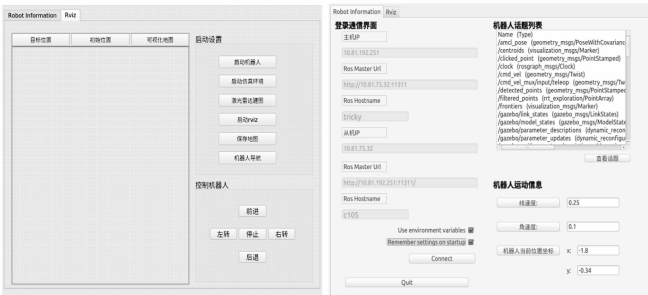 Robot Information Rviz
目标位置 初始位置 可视化地图
启动设置
启动机器人
启动仿真环境
激光雷达建图
启动rviz
保存地图
机器人导航
控制机器人
前进
左转 停止 右转
后退
Robot Information Rviz
登录通信界面
主机IP
10.81.192.251
Ros Master Url
http://10.81.75.32:11311
Ros Hostname
tricky
从机IP
10.81.75.32
Ros Master Url
http://10.81.192.251:11311/
Ros Hostname
c105
Use environment variables
Remember settings on startup
Connect
Quit
机器人话题列表
Name (Type)
/amcl_pose (geometry_msgs/PoseWithCovarianc
/centroids (visualization_msgs/Marker)
/clicked_point (geometry_msgs/PointStamped)
/clock (rosgraph_msgs/Clock)
/cmd_vel (geometry_msgs/Twist)
/cmd_vel_mux/input/teleop (geometry_msgs/Tw
/detected_points (geometry_msgs/PointStamped
/filtered_points (rrt_exploration/PointArray)
/frontiers (visualization_msgs/Marker)
/gazebo/link_states (gazebo_msgs/LinkStates)
/gazebo/model_states (gazebo_msgs/ModelState
/gazebo/parameter_descriptions (dynamic_recon
/gazebo/parameter_updates (dynamic_reconfigu
查看话题
机器人运动信息
线速度: 0.25
角速度: 0.1
机器人当前位置坐标 x: -1.8
y: -0.34